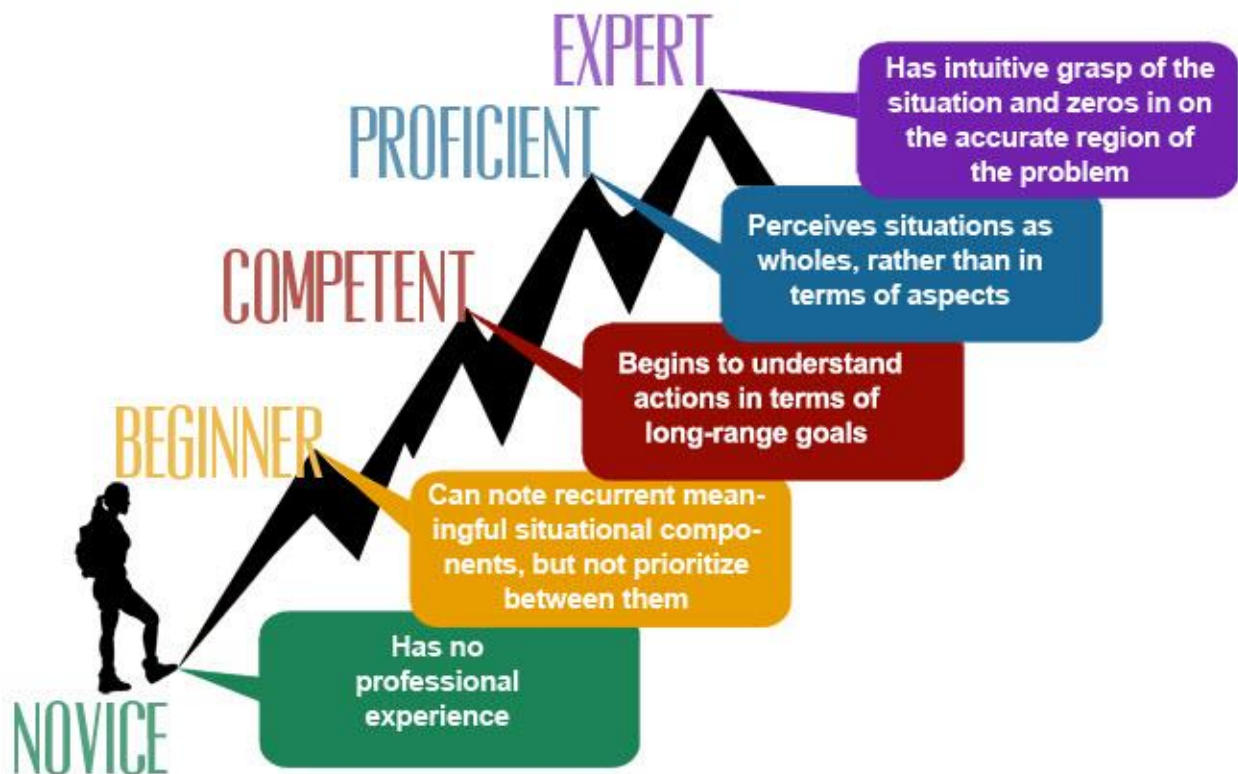 EXPERT
Has intuitive grasp of the
situation and zeros in on
the accurate region of
the problem
PROFICIENT
Perceives situations as
wholes, rather than in
terms of aspects
COMPETENT
Begins to understand
actions in terms of
long-range goals
BEGINNER
Can note recurrent mean-
ingful situational compo-
nents, but not prioritize
between them
NOVICE
Has no
professional
experience